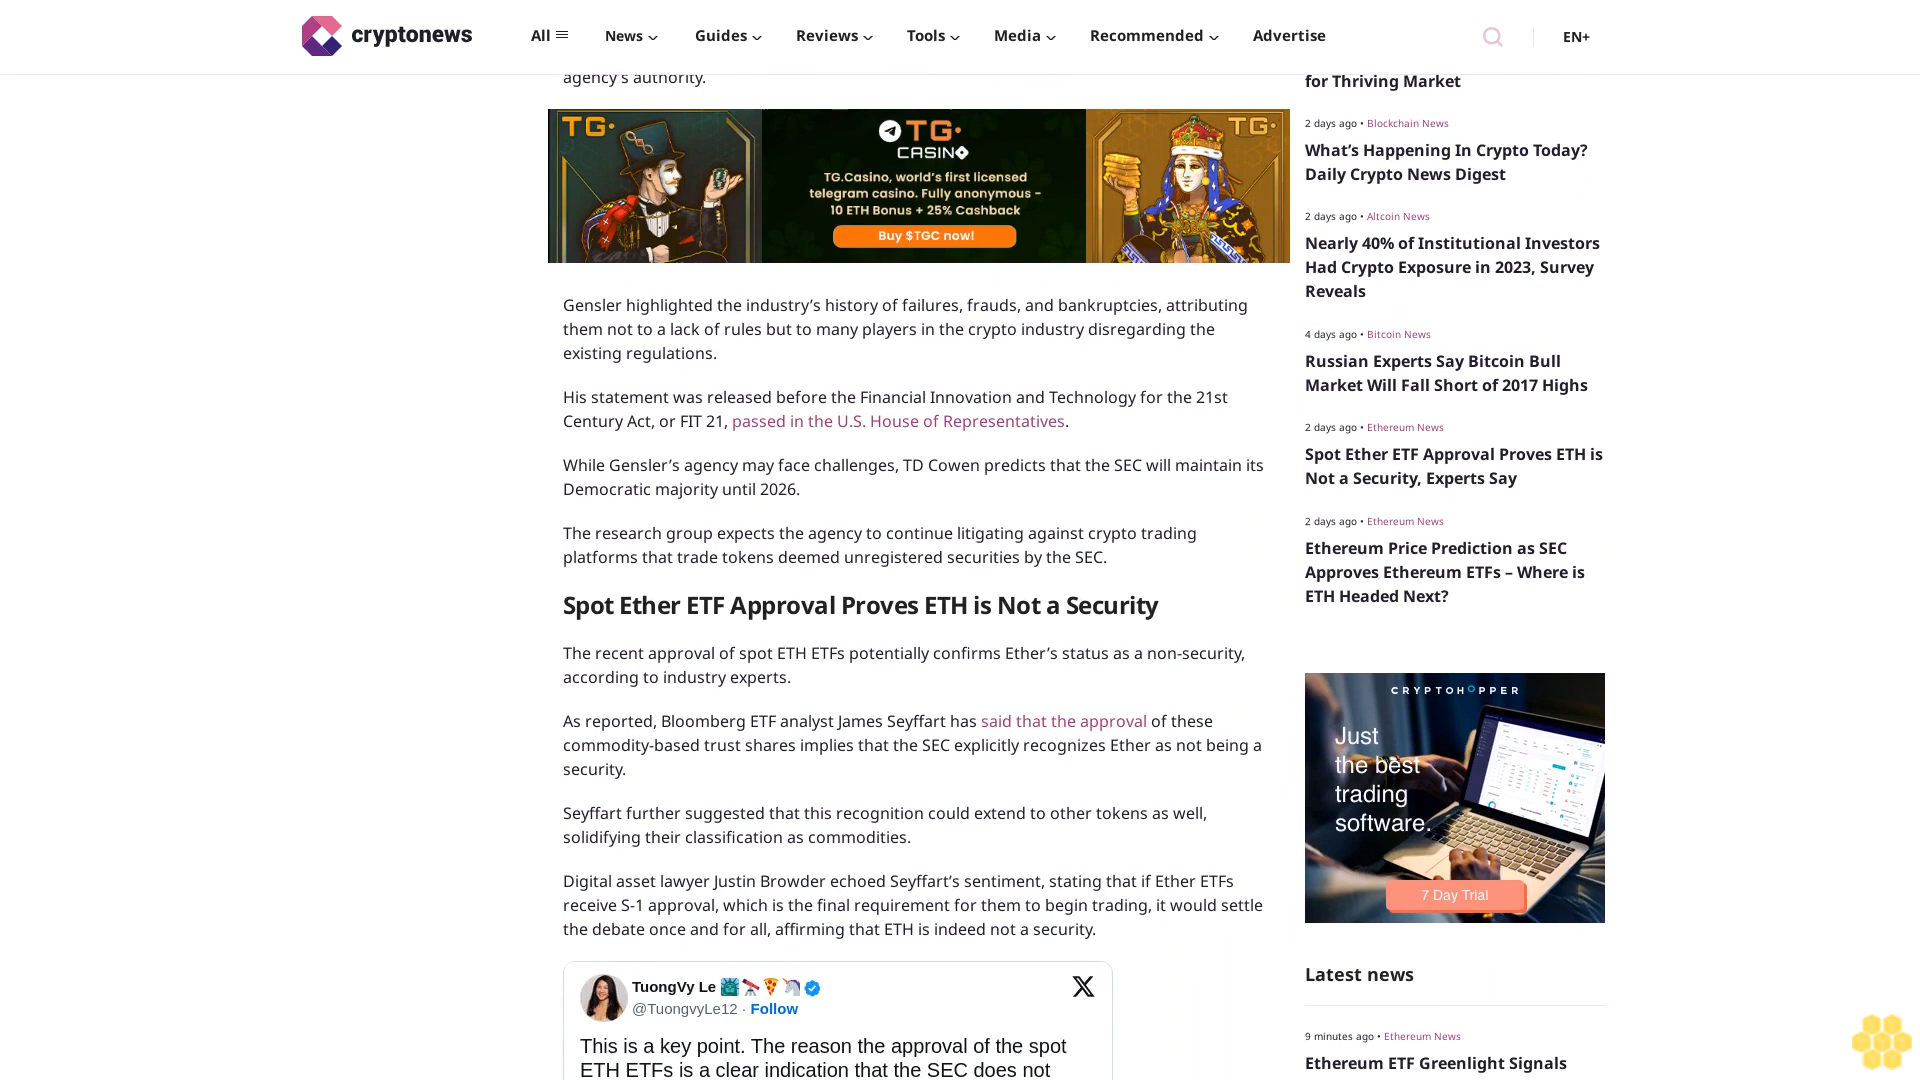 cryptonews
All
News
Guides
Reviews
Tools
Media
Recommended
Advertise
EN+
agency's authority.
TG.
TG.
CASINO
TG.Casino, world's first licensed
telegram casino. Fully anonymous -
10 ETH Bonus + 25% Cashback
Buy $TGC now!
TG.
Gensler highlighted the industry’s history of failures, frauds, and bankruptcies, attributing
them not to a lack of rules but to many players in the crypto industry disregarding the
existing regulations.
His statement was released before the Financial Innovation and Technology for the 21st
Century Act, or FIT 21, passed in the U.S. House of Representatives.
While Gensler’s agency may face challenges, TD Cowen predicts that the SEC will maintain its
Democratic majority until 2026.
The research group expects the agency to continue litigating against crypto trading
platforms that trade tokens deemed unregistered securities by the SEC.
Spot Ether ETF Approval Proves ETH is Not a Security
The recent approval of spot ETH ETFs potentially confirms Ether’s status as a non-security,
according to industry experts.
As reported, Bloomberg ETF analyst James Seyffart has said that the approval of these
commodity-based trust shares implies that the SEC explicitly recognizes Ether as not being a
security.
Seyffart further suggested that this recognition could extend to other tokens as well,
solidifying their classification as commodities.
Digital asset lawyer Justin Browder echoed Seyffart’s sentiment, stating that if Ether ETFs
receive S-1 approval, which is the final requirement for them to begin trading, it would settle
the debate once and for all, affirming that ETH is indeed not a security.
TuongVy Le
@TuongvyLe12 · Follow
This is a key point. The reason the approval of the spot
ETH ETFs is a clear indication that the SEC does not
for Thriving Market
2 days ago • Blockchain News
What’s Happening In Crypto Today?
Daily Crypto News Digest
2 days ago • Altcoin News
Nearly 40% of Institutional Investors
Had Crypto Exposure in 2023, Survey
Reveals
4 days ago • Bitcoin News
Russian Experts Say Bitcoin Bull
Market Will Fall Short of 2017 Highs
2 days ago • Ethereum News
Spot Ether ETF Approval Proves ETH is
Not a Security, Experts Say
2 days ago • Ethereum News
Ethereum Price Prediction as SEC
Approves Ethereum ETFs – Where is
ETH Headed Next?
CRYPTOHOPPER
Just
the best
trading
software.
7 Day Trial
Latest news
9 minutes ago • Ethereum News
Ethereum ETF Greenlight Signals